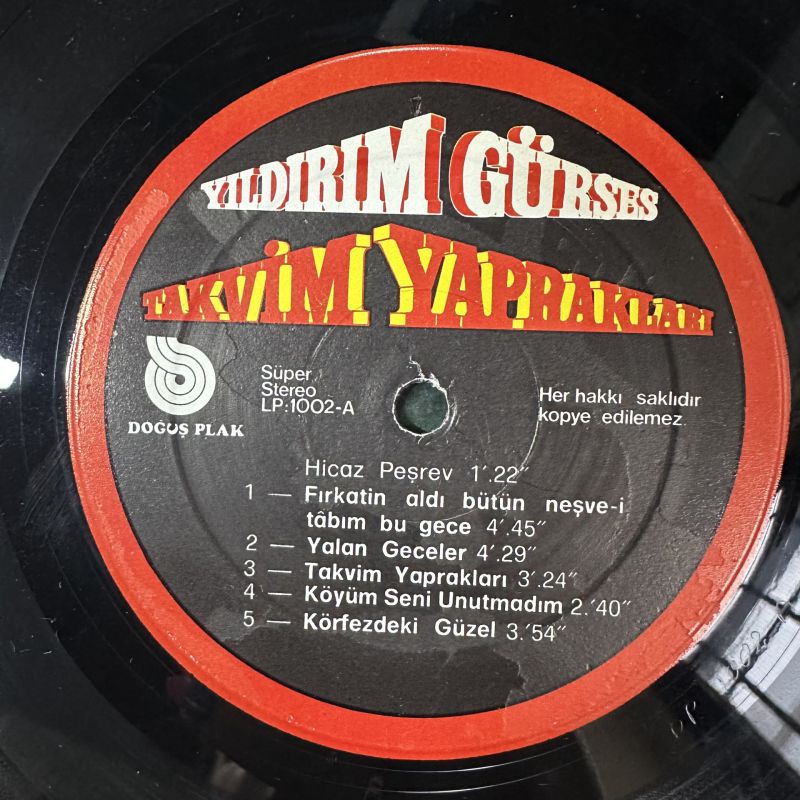 YILDIRIM GÜRSES
TAKVİM YAPRAKLARI
DOĞUŞ PLAK
Süper
Stereo
LP:1002-A
Her hakkı saklıdır
kopye edilemez.
Hicaz Peşrev 1'.22"
1 — Fırkatin aldı bütün neşve-i
tâbım bu gece 4'.45"
2 — Yalan Geceler 4'.29"
3 — Takvim Yaprakları 3'.24"
4 — Köyüm Seni Unutmadım 2.'40"
5 — Körfezdeki Güzel 3.'54"